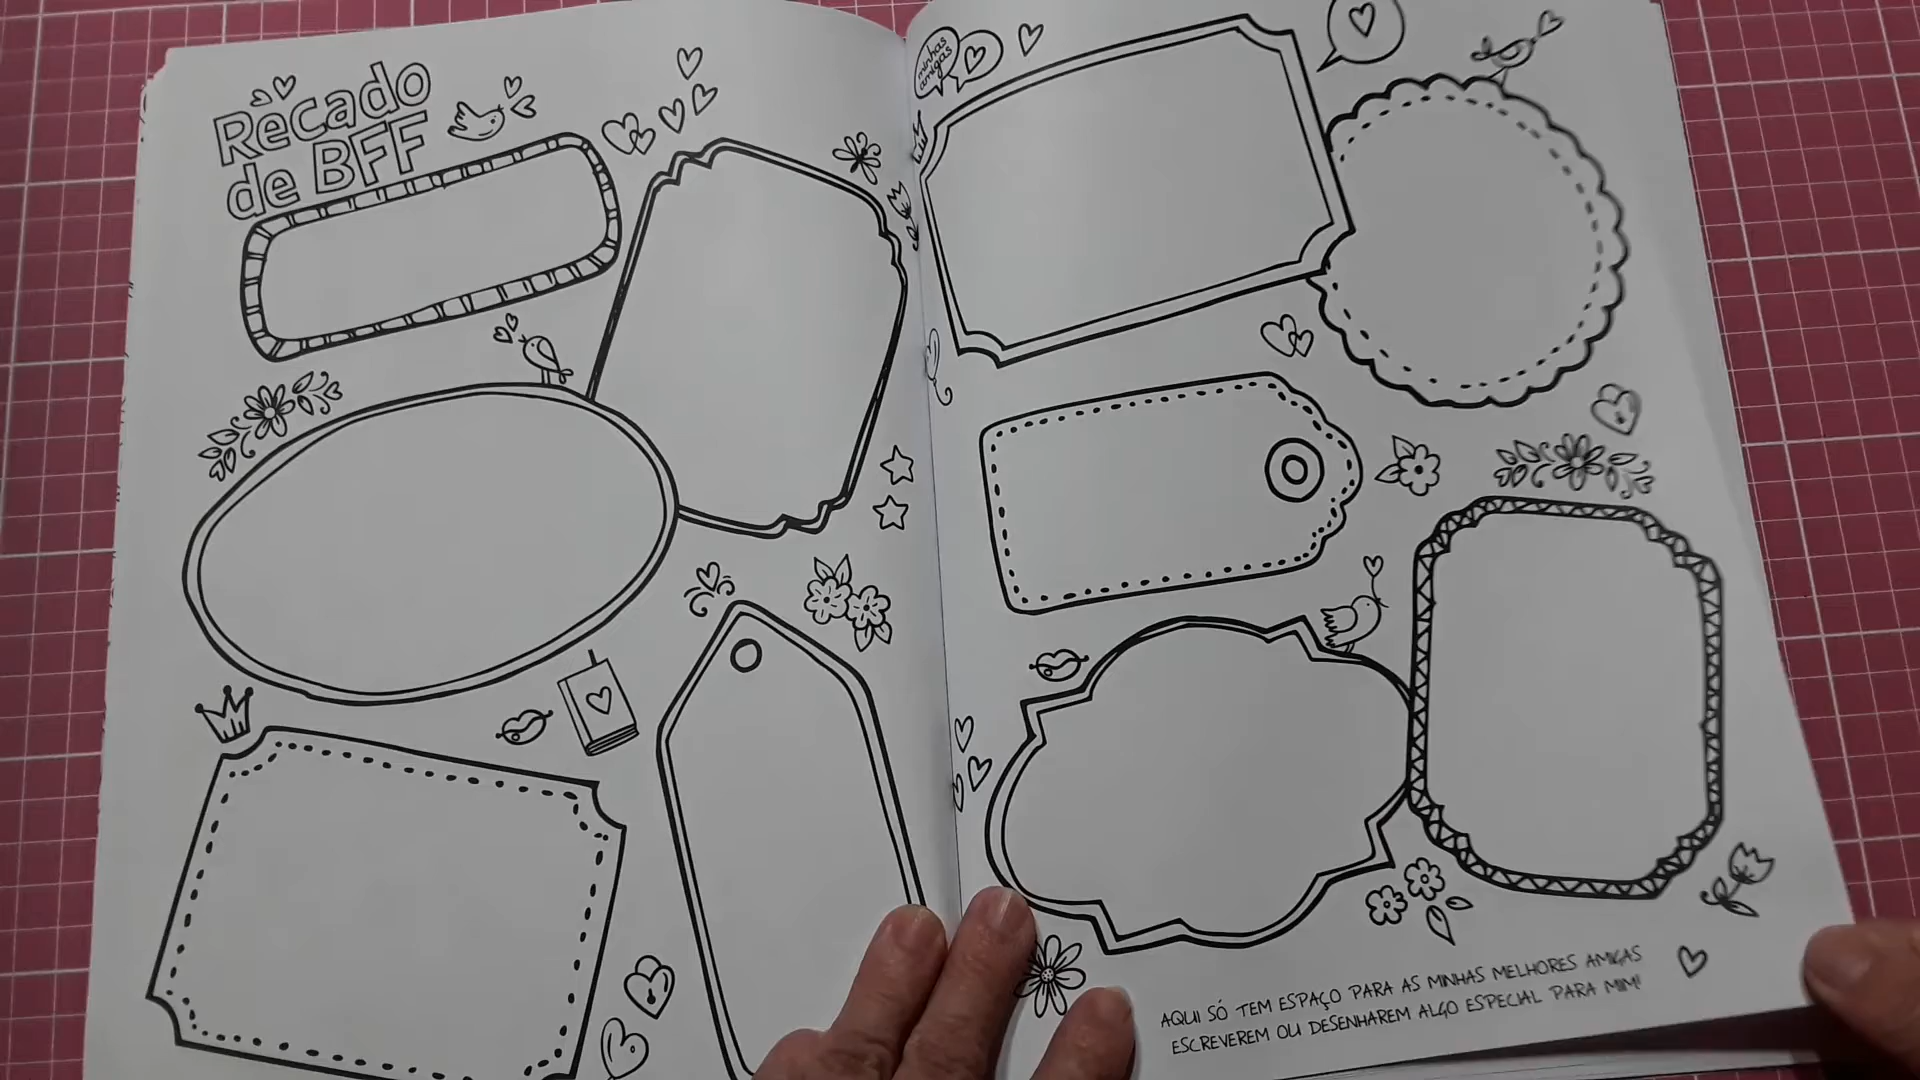 Recado
de BFF
minhas
amigas
AQUI SÓ TEM ESPAÇO PARA AS MINHAS MELHORES AMIGAS
ESCREVEREM OU DESENHAREM ALGO ESPECIAL PARA MIM!